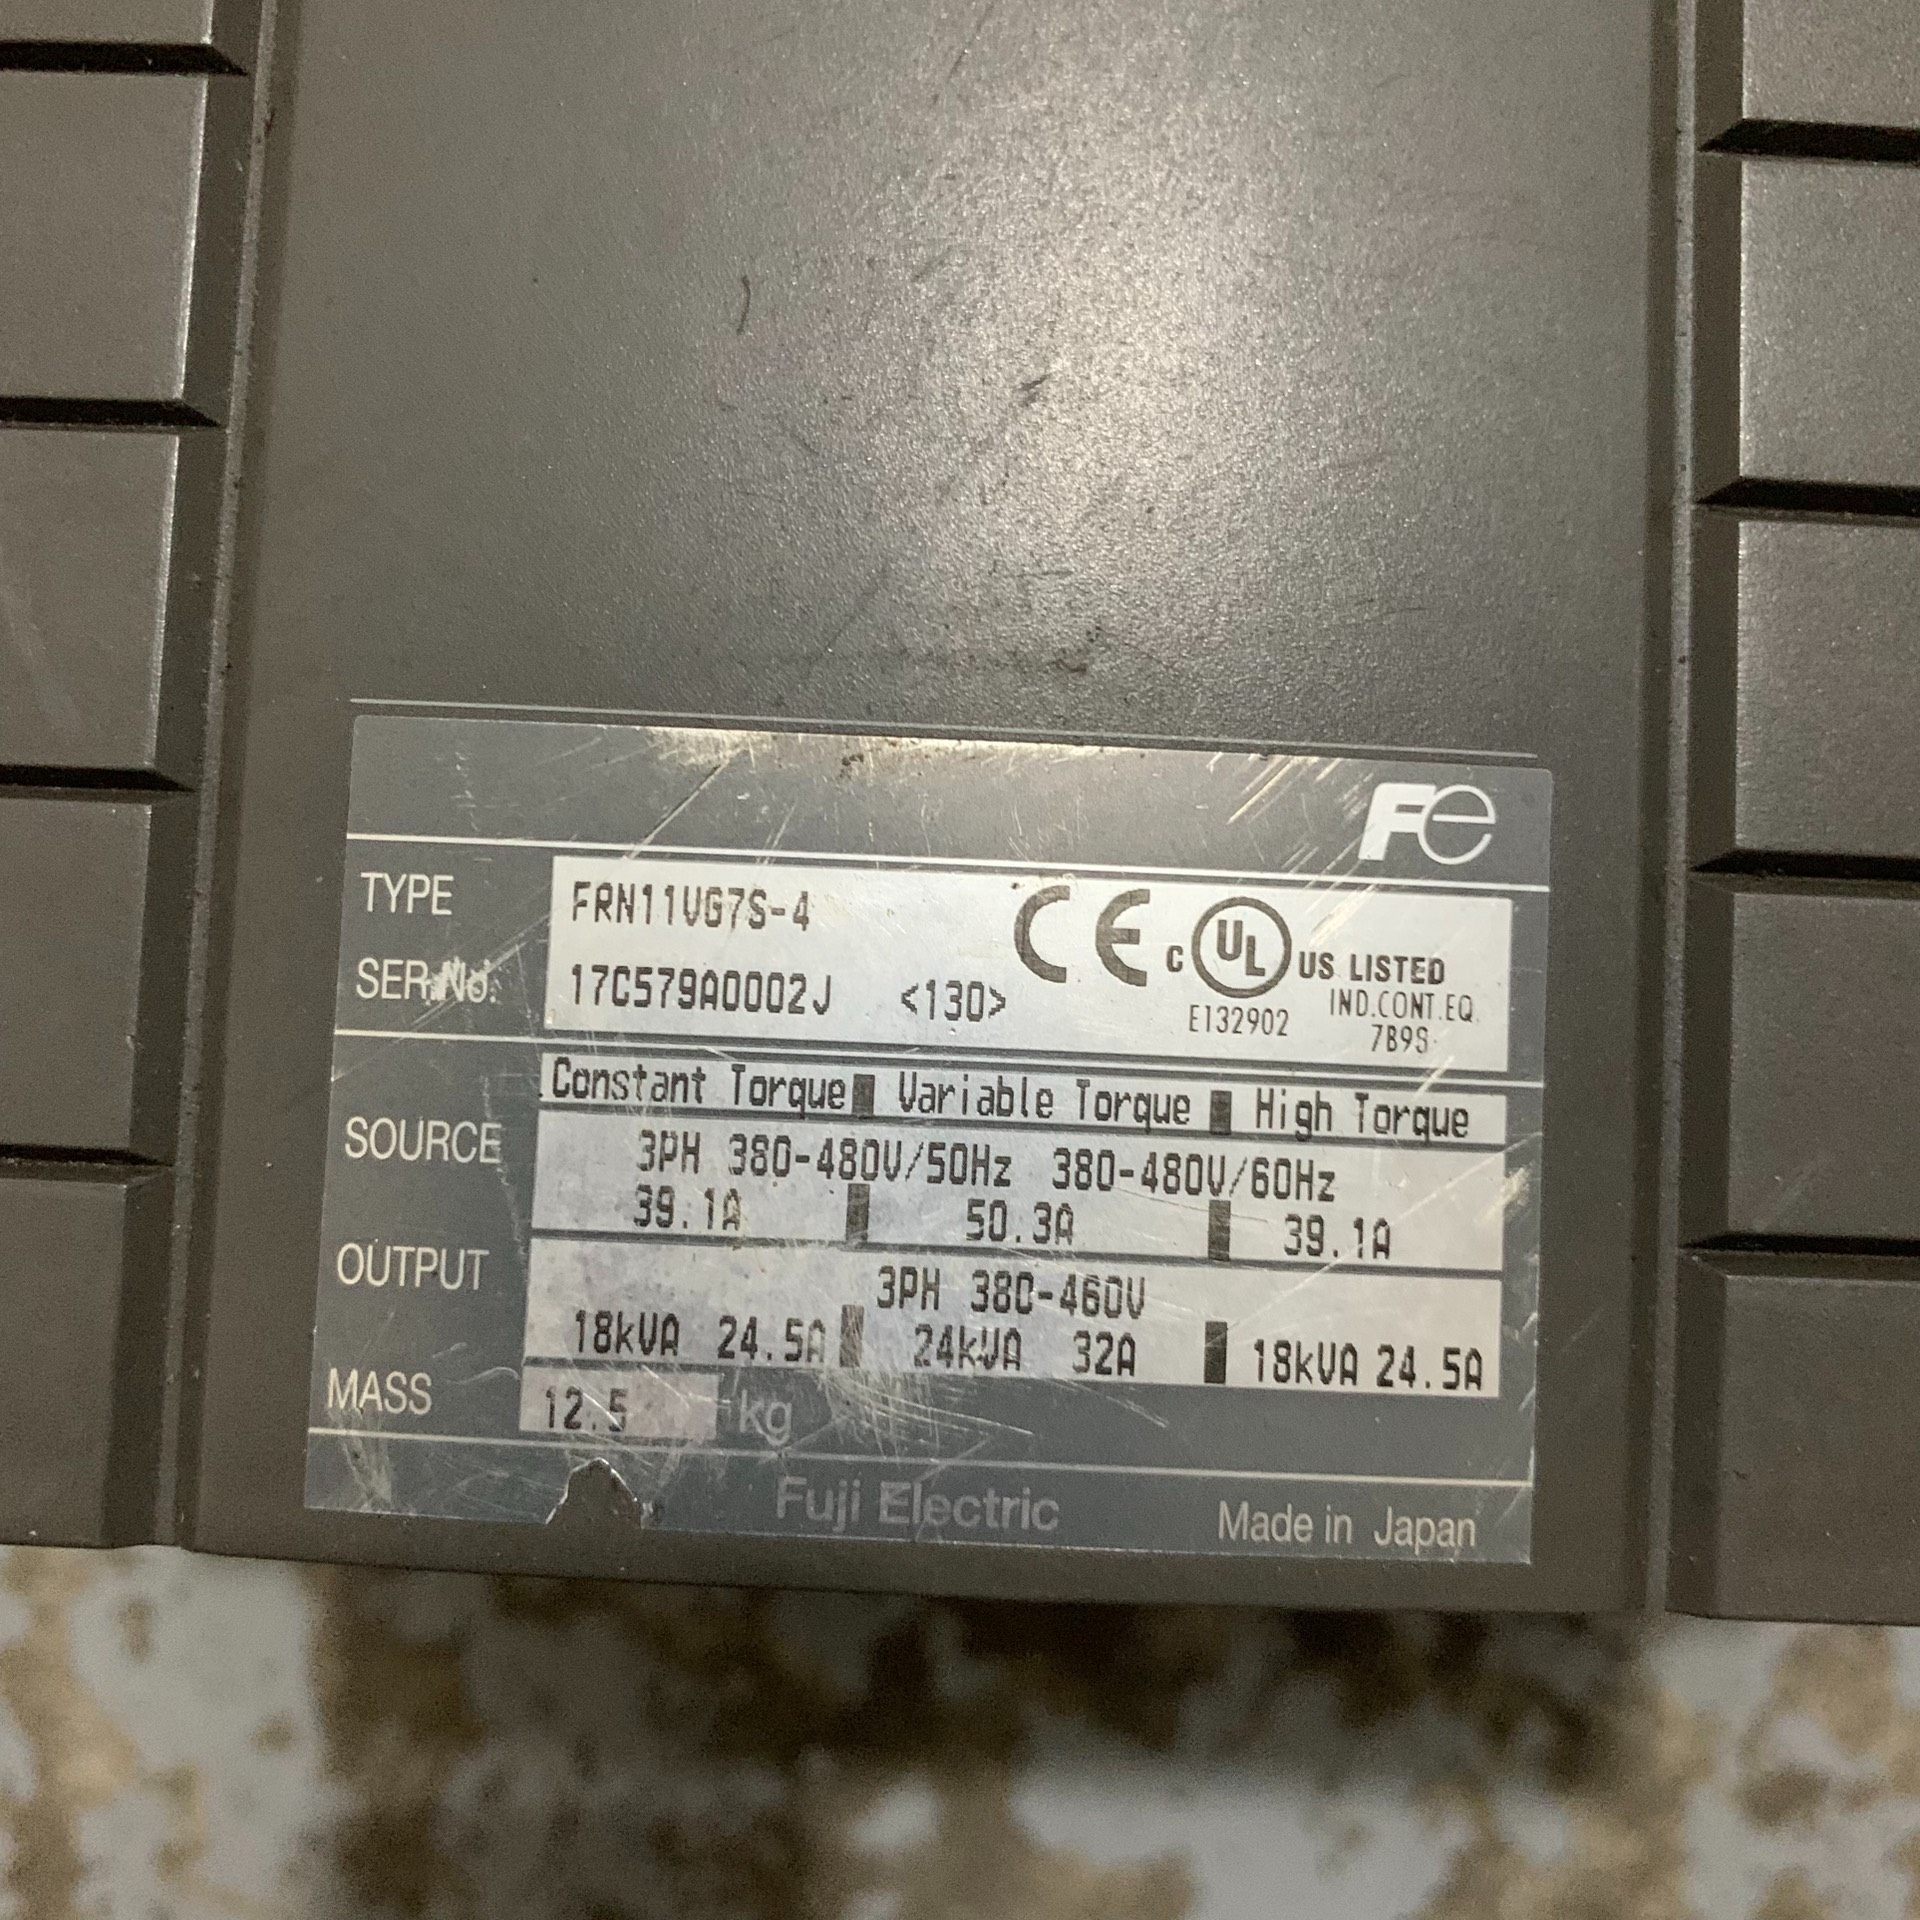 Fe
TYPE FRN11VG7S-4 CE c UL US LISTED
SER.No. 17C579A0002J <130> E132902 IND.CONT.EQ. 7B9S
Constant Torque Variable Torque High Torque
SOURCE 3PH 380-480V/50Hz 380-480V/60Hz
39.1A 50.3A 39.1A
OUTPUT 3PH 380-460V
18kVA 24.5A 24kVA 32A 18kVA 24.5A
MASS 12.5 kg
Fuji Electric Made in Japan